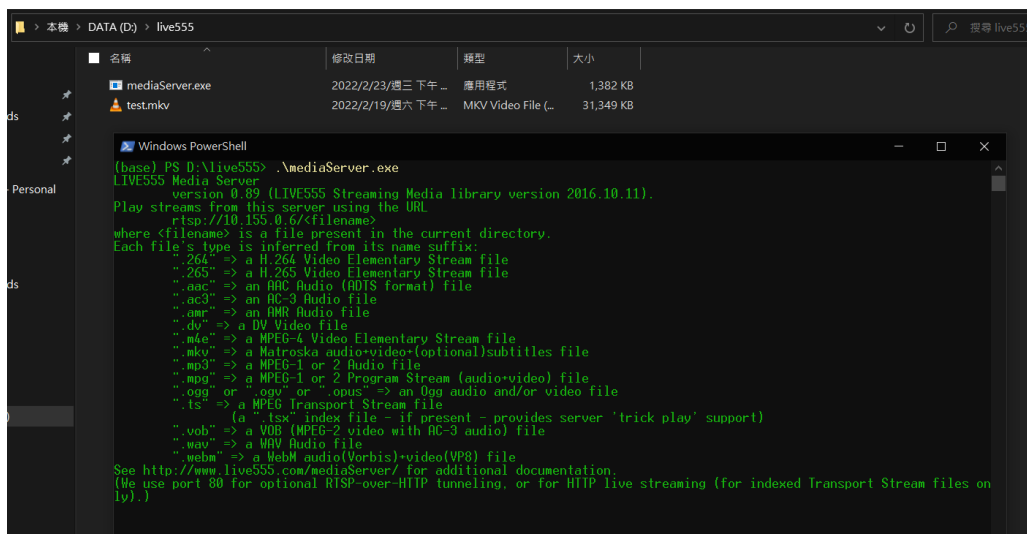 本機 > DATA (D:) > live555
搜尋 live555
名稱 修改日期 類型 大小
mediaServer.exe 2022/2/23/週三 下午 ... 應用程式 1,382 KB
test.mkv 2022/2/19/週六 下午 ... MKV Video File (... 31,349 KB
ds
Personal
ds
Windows PowerShell
(base) PS D:\live555> .\mediaServer.exe
LIVE555 Media Server
version 0.89 (LIVE555 Streaming Media library version 2016.10.11).
Play streams from this server using the URL
rtsp://10.155.0.6/<filename>
where <filename> is a file present in the current directory.
Each file's type is inferred from its name suffix:
".264" => a H.264 Video Elementary Stream file
".265" => a H.265 Video Elementary Stream file
".aac" => an AAC Audio (ADTS format) file
".ac3" => an AC-3 Audio file
".amr" => an AMR Audio file
".dv" => a DV Video file
".m4e" => a MPEG-4 Video Elementary Stream file
".mkv" => a Matroska audio+video+(optional)subtitles file
".mp3" => a MPEG-1 or 2 Audio file
".mpg" => a MPEG-1 or 2 Program Stream (audio+video) file
".ogg" or ".ogv" or ".opus" => an Ogg audio and/or video file
".ts" => a MPEG Transport Stream file
(a ".tsx" index file - if present - provides server 'trick play' support)
".vob" => a VOB (MPEG-2 video with AC-3 audio) file
".wav" => a WAV Audio file
".webm" => a WebM audio(Vorbis)+video(VP8) file
See http://www.live555.com/mediaServer/ for additional documentation.
(We use port 80 for optional RTSP-over-HTTP tunneling, or for HTTP live streaming (for indexed Transport Stream files on
ly).)